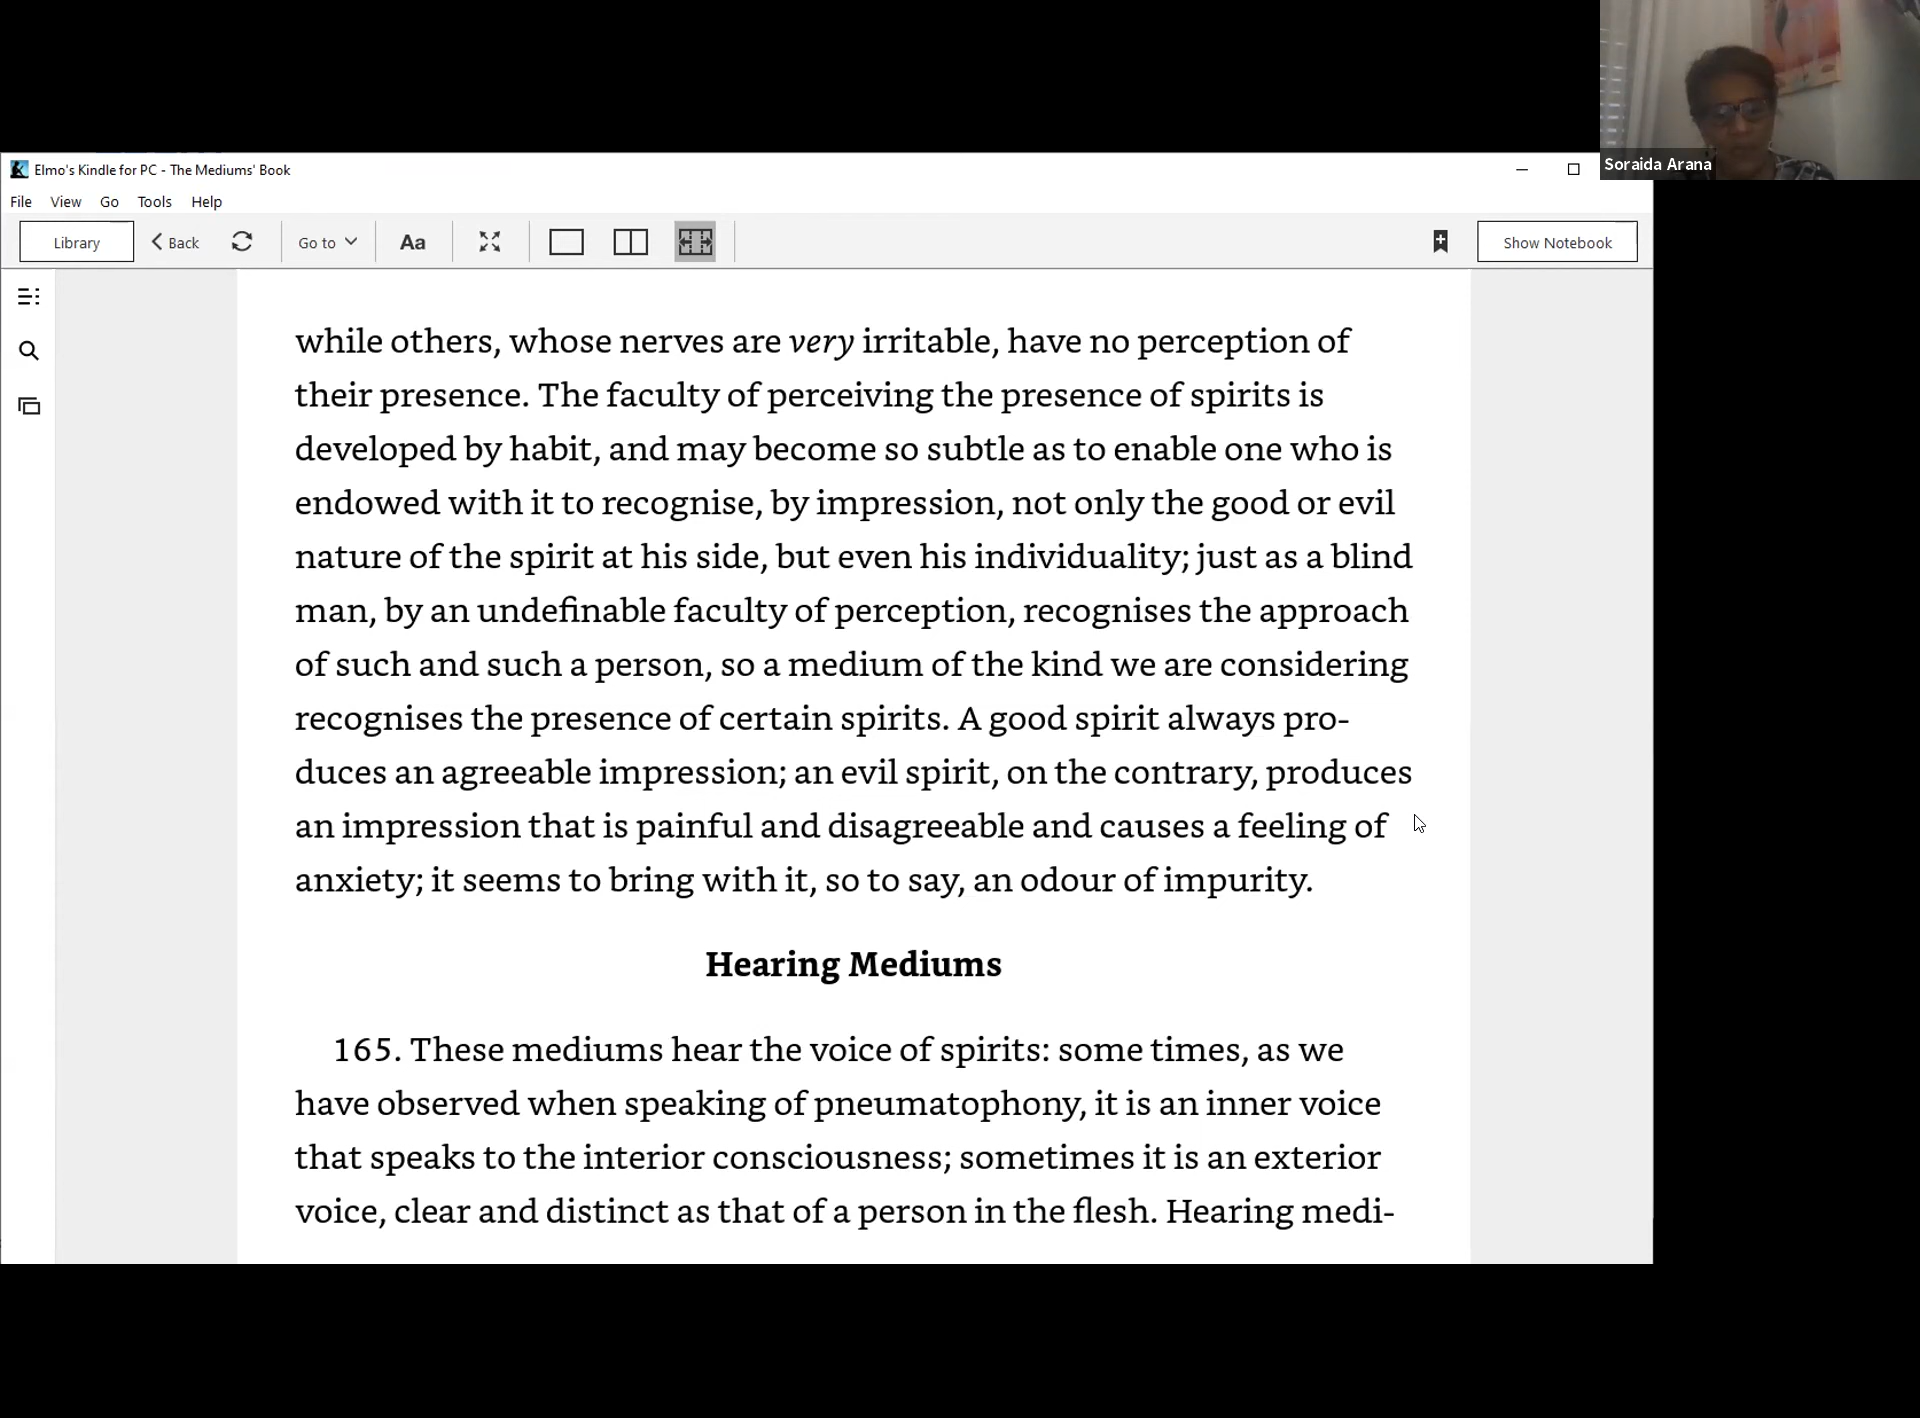 Soraida Arana
Elmo's Kindle for PC - The Mediums' Book
File View Go Tools Help
Library Back Go to Aa Show Notebook
while others, whose nerves are very irritable, have no perception of
their presence. The faculty of perceiving the presence of spirits is
developed by habit, and may become so subtle as to enable one who is
endowed with it to recognise, by impression, not only the good or evil
nature of the spirit at his side, but even his individuality; just as a blind
man, by an undefinable faculty of perception, recognises the approach
of such and such a person, so a medium of the kind we are considering
recognises the presence of certain spirits. A good spirit always pro-
duces an agreeable impression; an evil spirit, on the contrary, produces
an impression that is painful and disagreeable and causes a feeling of
anxiety; it seems to bring with it, so to say, an odour of impurity.
Hearing Mediums
165. These mediums hear the voice of spirits: some times, as we
have observed when speaking of pneumatophony, it is an inner voice
that speaks to the interior consciousness; sometimes it is an exterior
voice, clear and distinct as that of a person in the flesh. Hearing medi-